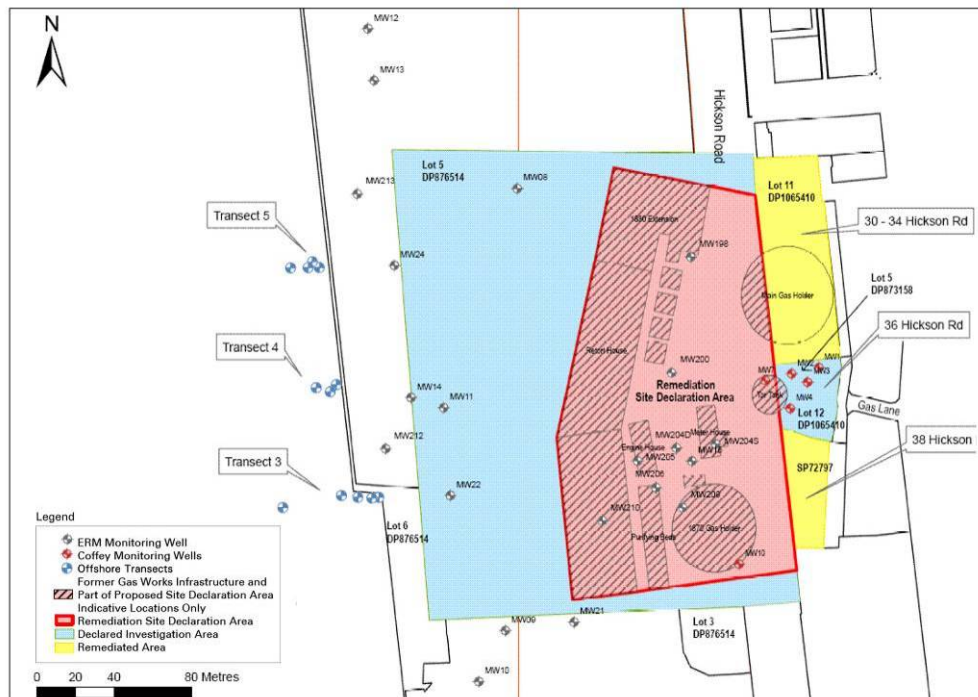 N
MW12
MW13
Hickson Road
Lot 5
DP876514
MW08
Lot 11
DP1065410
MW213
Transect 5
1880 Extension
30 - 34 Hickson Rd
MW198
MW24
Lot 5
DP873158
Main Gas Holder
36 Hickson Rd
Transect 4
Retort House
MW200
MW2
MW1
MW3
MW7
Remediation
Site Declaration Area
Tar Tank
MW4
MW14
MW11
Lot 12
DP1065410
Gas Lane
MW212
Meter House
MW204D
MW204S
Engine House
MW205
38 Hickson
Transect 3
SP72797
MW206
MW22
MW209
MW210
1872 Gas Holder
Purifying Beds
Lot 6
DP876514
MW10
MW21
MW09
Lot 3
DP876514
MW10
Legend
ERM Monitoring Well
Coffey Monitoring Wells
Offshore Transects
Former Gas Works Infrastructure and
Part of Proposed Site Declaration Area
Indicative Locations Only
Remediation Site Declaration Area
Declared Investigation Area
Remediated Area
0 20 40 80 Metres